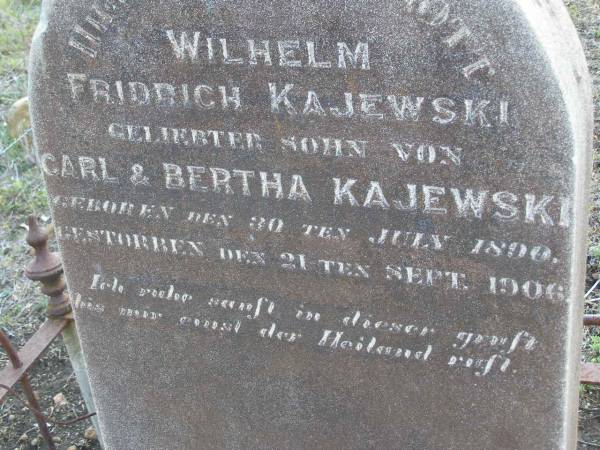 WILHELM
FRIDRICH KAJEWSKI
GELIEBTER SOHN VON
CARL & BERTHA KAJEWSKI
GEBOREN DEN 30 TEN JULY 1890.
GESTORBEN DEN 21 TEN SEPT. 1906.
Ich ruhe sanft in dieser gruft
bis mir einst der Heiland ruft.